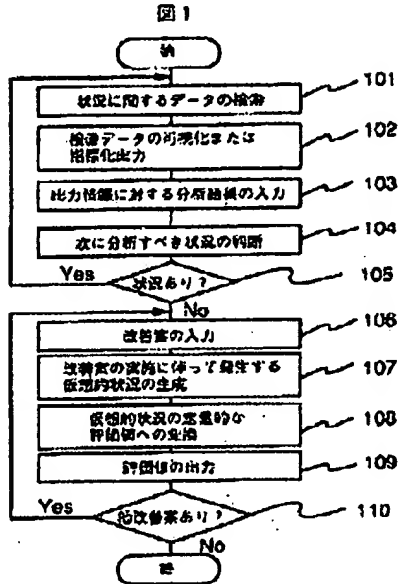 図1
101
状況に関するデータの検索
102
検索データの可視化または
指標化出力
103
出力情報に対する分析結果の入力
104
次に分析すべき状況の判断
Yes
状況あり?
105
No
106
改善案の入力
107
改善案の実施に伴って発生する
仮想的状況の生成
108
仮想的状況の定量的な
評価値への変換
109
評価値の出力
Yes
改善案あり?
110
No